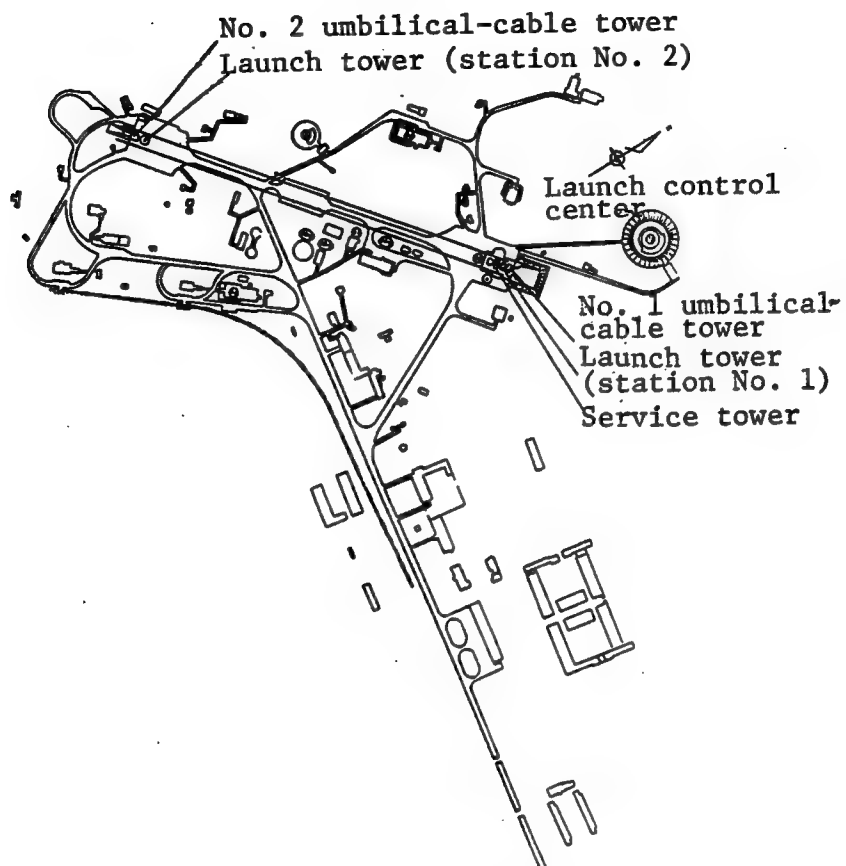 No. 2 umbilical-cable tower
Launch tower (station No. 2)
Launch control
center
No. 1 umbilical-
cable tower
Launch tower
(station No. 1)
Service tower